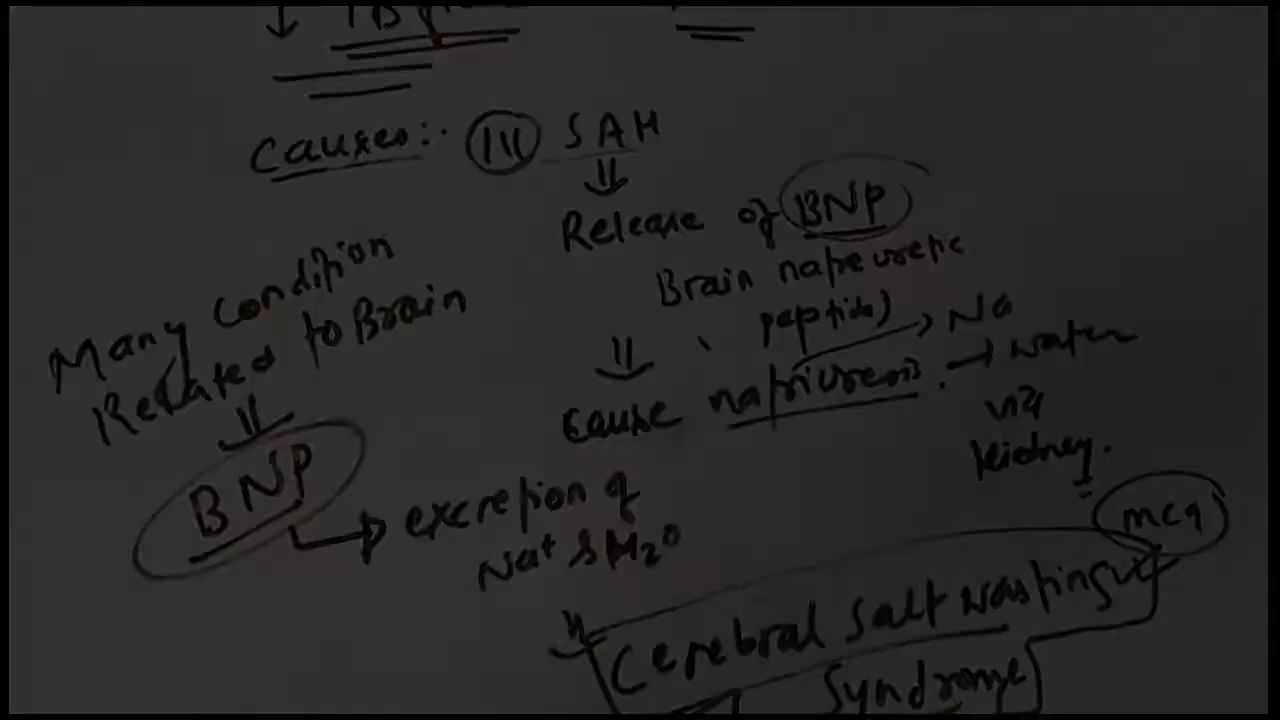 Causes:- III SAH
Release of BNP
Brain natreuretic
peptide)
Na
cause natriuresis. → water
via
kidney.
Many condition
Related to Brain
BNP
excretion of
Na+ & H2O
mcq
Cerebral Salt Wasting
Syndrome